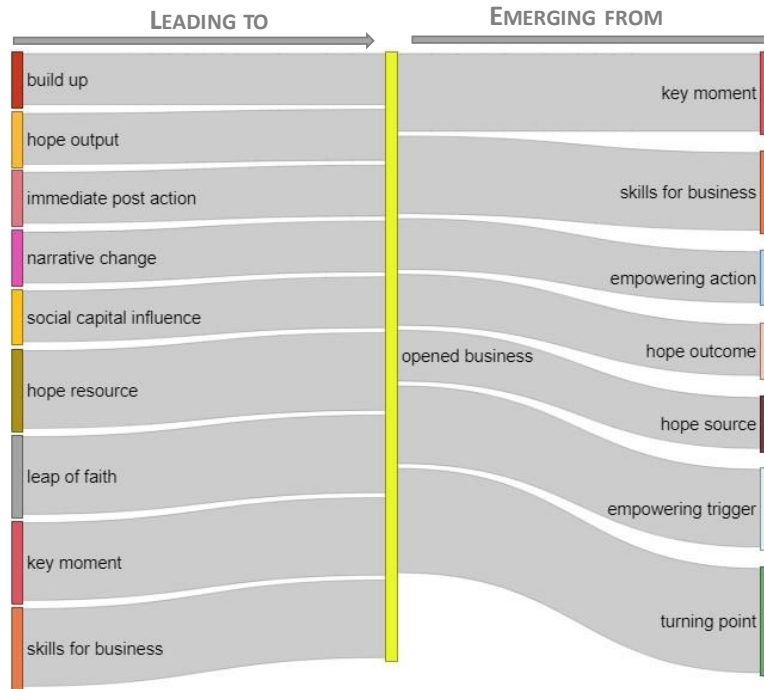 LEADING TO
EMERGING FROM
build up
hope output
immediate post action
narrative change
social capital influence
hope resource
leap of faith
key moment
skills for business
opened business
key moment
skills for business
empowering action
hope outcome
hope source
empowering trigger
turning point